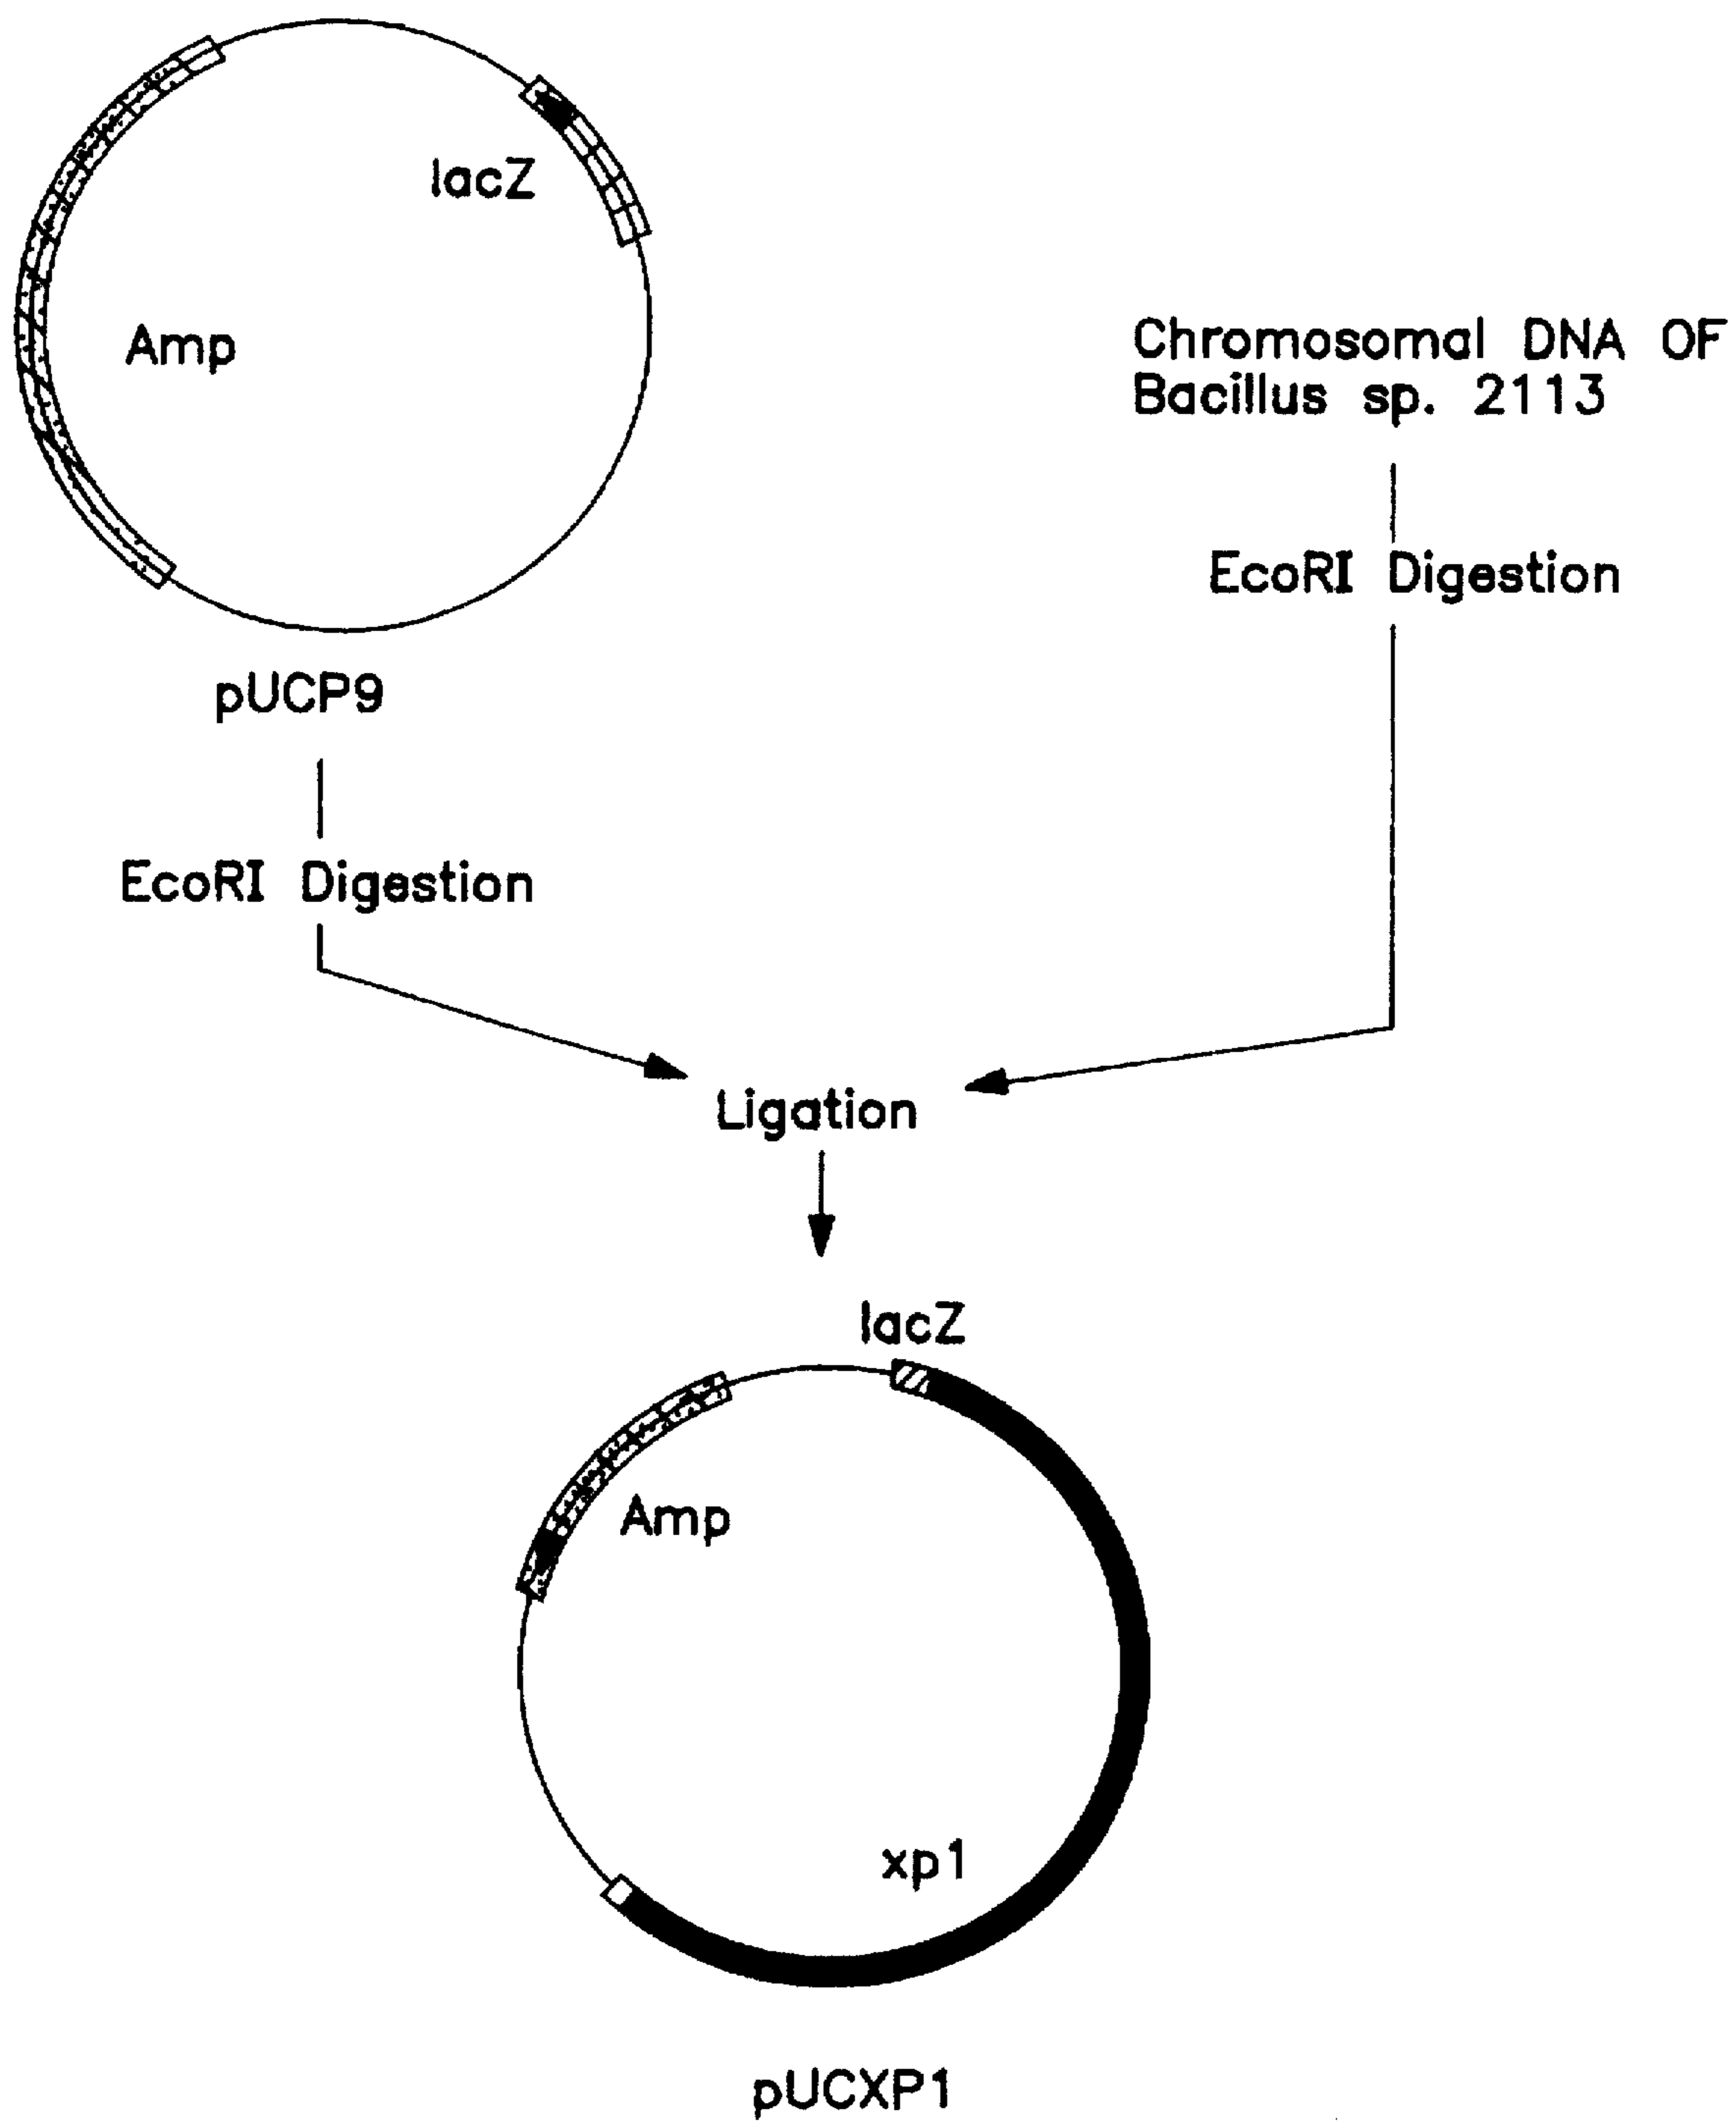 lacZ
Amp
pUCP9
EcoRI Digestion
Chromosomal DNA OF
Bacillus sp. 2113
EcoRI Digestion
Ligation
lacZ
Amp
xp1
pUCXP1